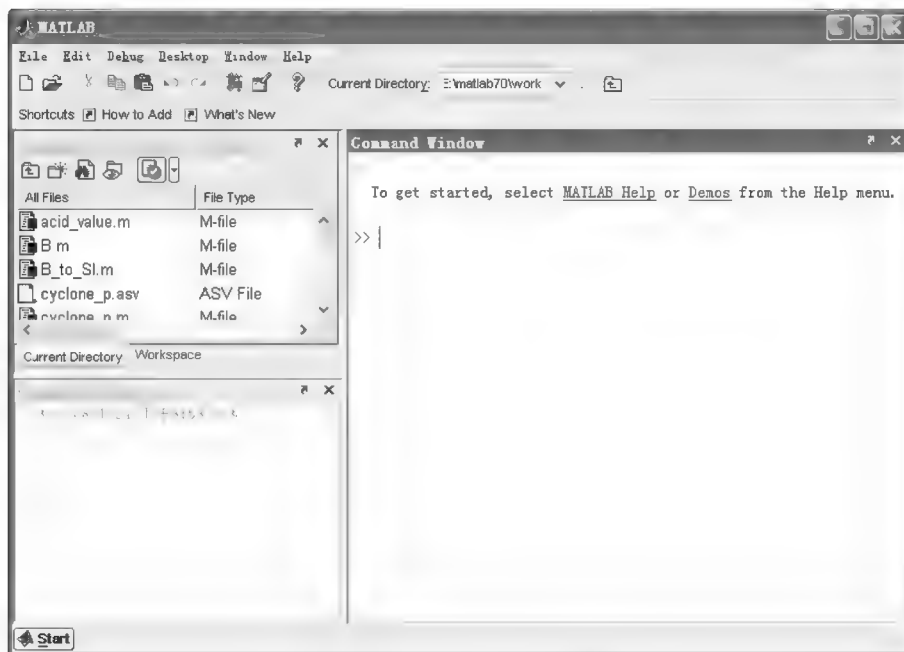 MATLAB
File Edit Debug Desktop Window Help
Current Directory: E:\matlab70\work
Shortcuts How to Add What's New
All Files File Type
acid_value.m M-file
B m M-file
B_to_SI.m M-file
cyclone_p.asv ASV File
cyclone_p.m M-file
Current Directory Workspace
Command Window
To get started, select MATLAB Help or Demos from the Help menu.
>>
Start